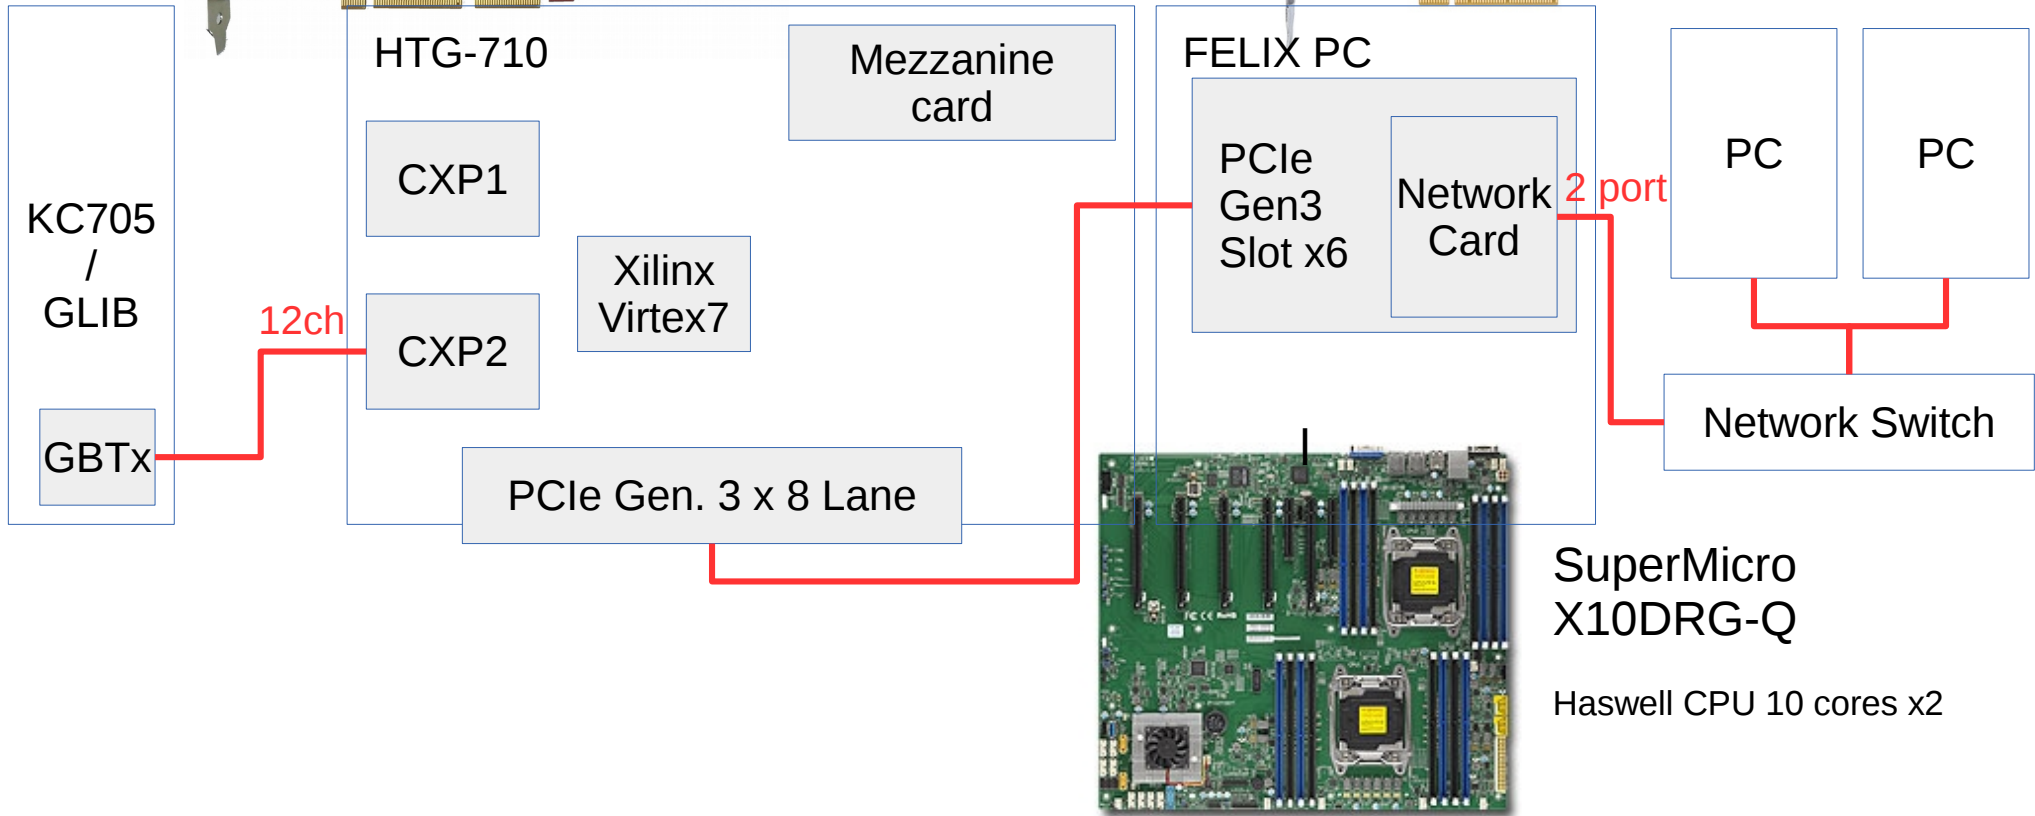 HTG-710
Mezzanine
card
FELIX PC
CXP1
PCIe
Gen3
Slot x6
Network
Card
2 port
PC
PC
KC705
/
GLIB
Xilinx
Virtex7
12ch
CXP2
GBTx
PCIe Gen. 3 x 8 Lane
Network Switch
SuperMicro
X10DRG-Q
Haswell CPU 10 cores x2